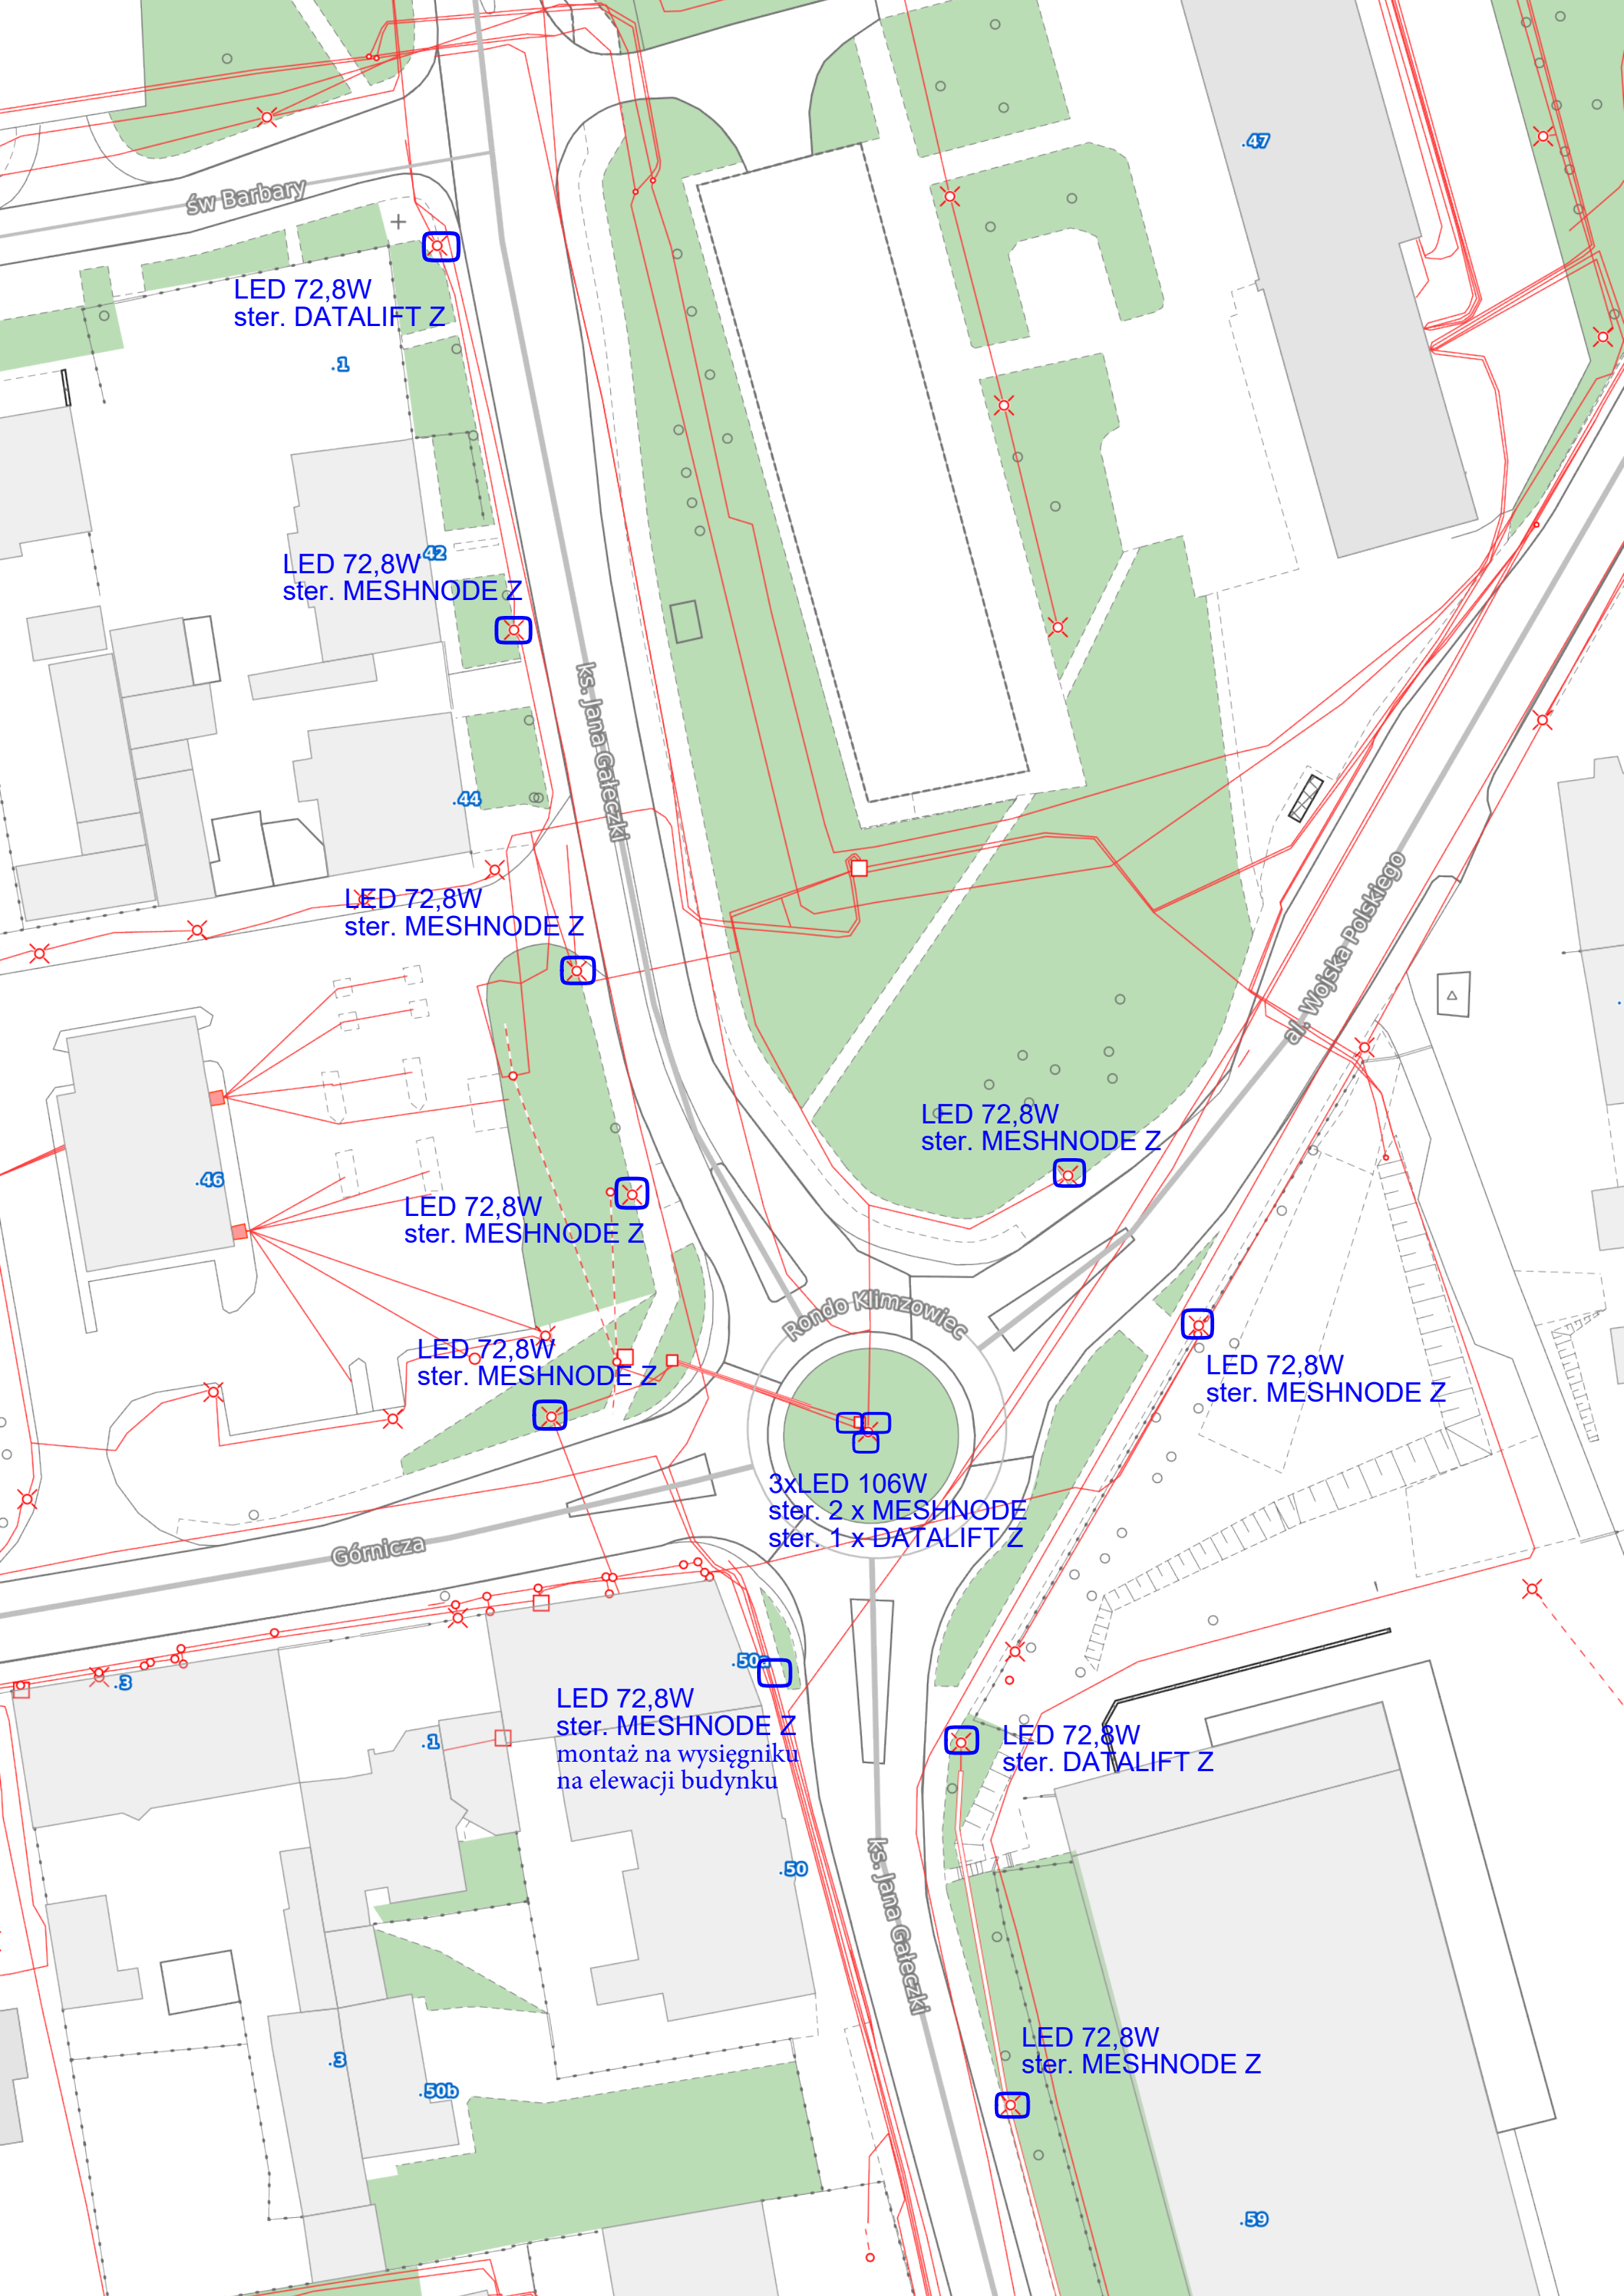 .47
św Barbary
LED 72,8W
ster. DATALIFT Z
.1
LED 72,8W
.42
ster. MESHNODE Z
ks. Jana Gałeczki
.44
LED 72,8W
ster. MESHNODE Z
al. Wojska Polskiego
LED 72,8W
ster. MESHNODE Z
.46
LED 72,8W
ster. MESHNODE Z
Rondo Klimzowiec
LED 72,8W
ster. MESHNODE Z
LED 72,8W
ster. MESHNODE Z
3xLED 106W
ster. 2 x MESHNODE
ster. 1 x DATALIFT Z
Górnicza
.50a
.3
LED 72,8W
ster. MESHNODE Z
montaż na wysięgniku
na elewacji budynku
.1
LED 72,8W
ster. DATALIFT Z
.50
ks. Jana Gałeczki
LED 72,8W
ster. MESHNODE Z
.3
.50b
.59